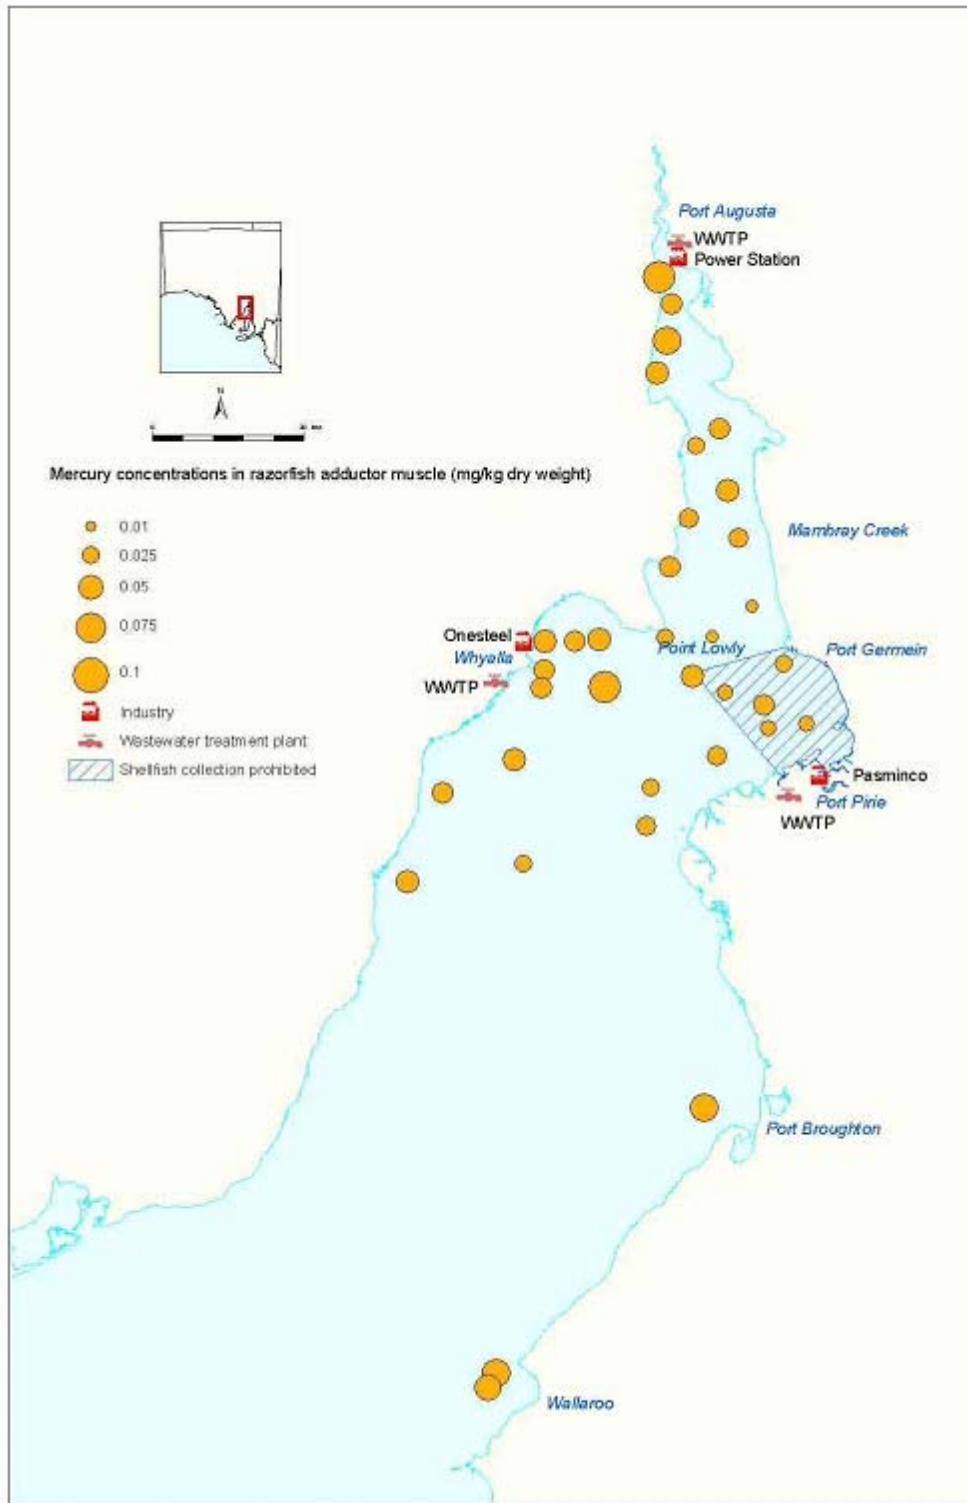 Port Augusta
WWTP
Power Station
N
0
Mercury concentrations in razorfish adductor muscle (mg/kg dry weight)
0.01
0.025
0.05
0.075
0.1
Industry
Wastewater treatment plant
Shellfish collection prohibited
Mambray Creek
Onesteel
Whyalla
WWTP
Point Lowly
Port Germein
Pasminco
Port Pirie
WWTP
Port Broughton
Wallaroo